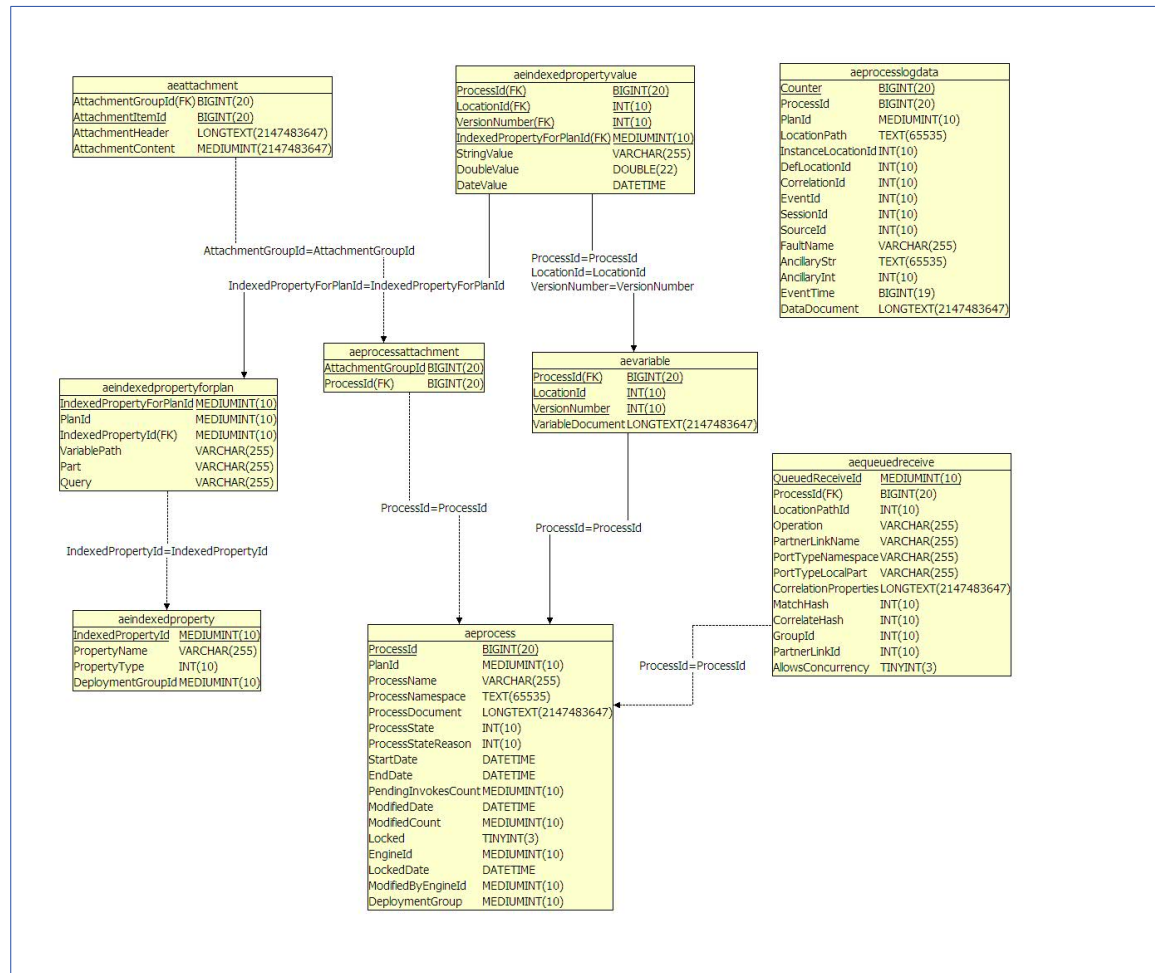 aeattachment
AttachmentGroupId(FK) BIGINT(20)
AttachmentItemId BIGINT(20)
AttachmentHeader LONGTEXT(2147483647)
AttachmentContent MEDIUMINT(2147483647)
aeindexedpropertyvalue
ProcessId(FK) BIGINT(20)
LocationId(FK) INT(10)
VersionNumber(FK) INT(10)
IndexedPropertyForPlanId(FK) MEDIUMINT(10)
StringValue VARCHAR(255)
DoubleValue DOUBLE(22)
DateValue DATETIME
aeprocesslogdata
Counter BIGINT(20)
ProcessId BIGINT(20)
PlanId MEDIUMINT(10)
LocationPath TEXT(65535)
InstanceLocationId INT(10)
DefLocationId INT(10)
CorrelationId INT(10)
EventId INT(10)
SessionId INT(10)
SourceId INT(10)
FaultName VARCHAR(255)
AncillaryStr TEXT(65535)
AncillaryInt INT(10)
EventTime BIGINT(19)
DataDocument LONGTEXT(2147483647)
AttachmentGroupId=AttachmentGroupId
IndexedPropertyForPlanId=IndexedPropertyForPlanId
ProcessId=ProcessId
LocationId=LocationId
VersionNumber=VersionNumber
aeprocessattachment
AttachmentGroupId BIGINT(20)
ProcessId(FK) BIGINT(20)
aevariable
ProcessId(FK) BIGINT(20)
LocationId INT(10)
VersionNumber INT(10)
VariableDocument LONGTEXT(2147483647)
aeindexedpropertyforplan
IndexedPropertyForPlanId MEDIUMINT(10)
PlanId MEDIUMINT(10)
IndexedPropertyId(FK) MEDIUMINT(10)
VariablePath VARCHAR(255)
Part VARCHAR(255)
Query VARCHAR(255)
aequeuedreceive
QueuedReceiveId MEDIUMINT(10)
ProcessId(FK) BIGINT(20)
LocationPathId INT(10)
Operation VARCHAR(255)
PartnerLinkName VARCHAR(255)
PortTypeNamespace VARCHAR(255)
PortTypeLocalPart VARCHAR(255)
CorrelationProperties LONGTEXT(2147483647)
MatchHash INT(10)
CorrelateHash INT(10)
GroupId INT(10)
PartnerLinkId INT(10)
AllowsConcurrency TINYINT(3)
ProcessId=ProcessId
ProcessId=ProcessId
IndexedPropertyId=IndexedPropertyId
aeindexedproperty
IndexedPropertyId MEDIUMINT(10)
PropertyName VARCHAR(255)
PropertyType INT(10)
DeploymentGroupId MEDIUMINT(10)
ProcessId=ProcessId
aeprocess
ProcessId BIGINT(20)
PlanId MEDIUMINT(10)
ProcessName VARCHAR(255)
ProcessNamespace TEXT(65535)
ProcessDocument LONGTEXT(2147483647)
ProcessState INT(10)
ProcessStateReason INT(10)
StartDate DATETIME
EndDate DATETIME
PendingInvokesCount MEDIUMINT(10)
ModifiedDate DATETIME
ModifiedCount MEDIUMINT(10)
Locked TINYINT(3)
EngineId MEDIUMINT(10)
LockedDate DATETIME
ModifiedByEngineId MEDIUMINT(10)
DeploymentGroup MEDIUMINT(10)